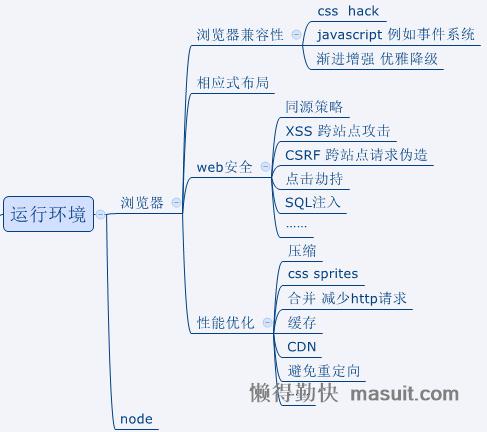 运行环境
浏览器
浏览器兼容性
css hack
javascript 例如事件系统
渐进增强 优雅降级
相应式布局
web安全
同源策略
XSS 跨站点攻击
CSRF 跨站点请求伪造
点击劫持
SQL注入
......
性能优化
压缩
css sprites
合并 减少http请求
缓存
CDN
避免重定向
......
node
懒得勤快 masuit.com